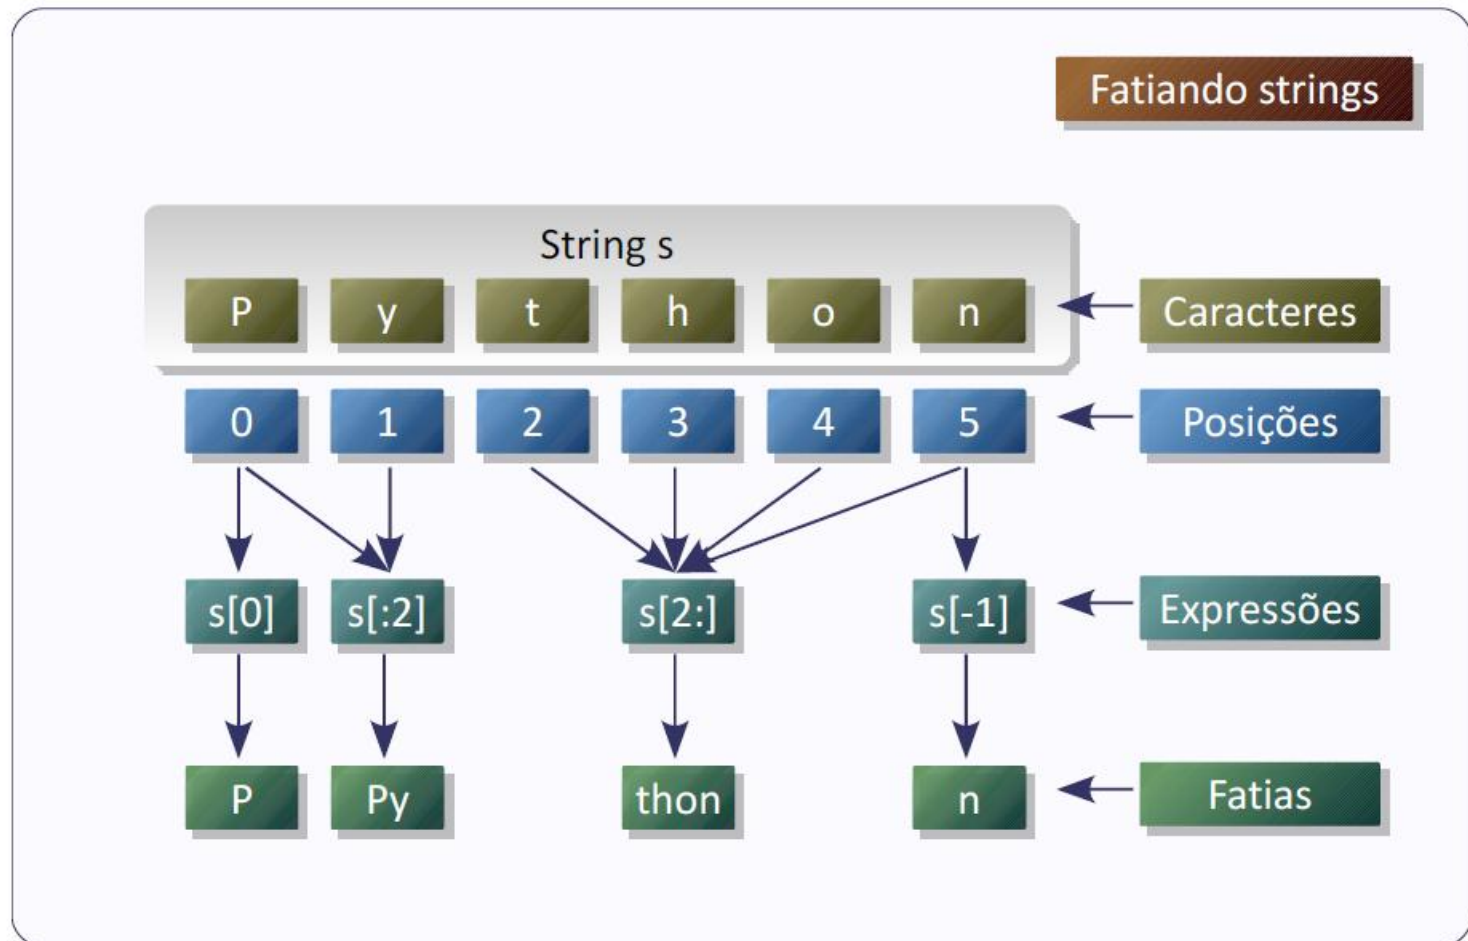 Fatiando strings
String s
P y t h o n Caracteres
0 1 2 3 4 5 Posições
s[0] s[:2] s[2:] s[-1] Expressões
P Py thon n Fatias